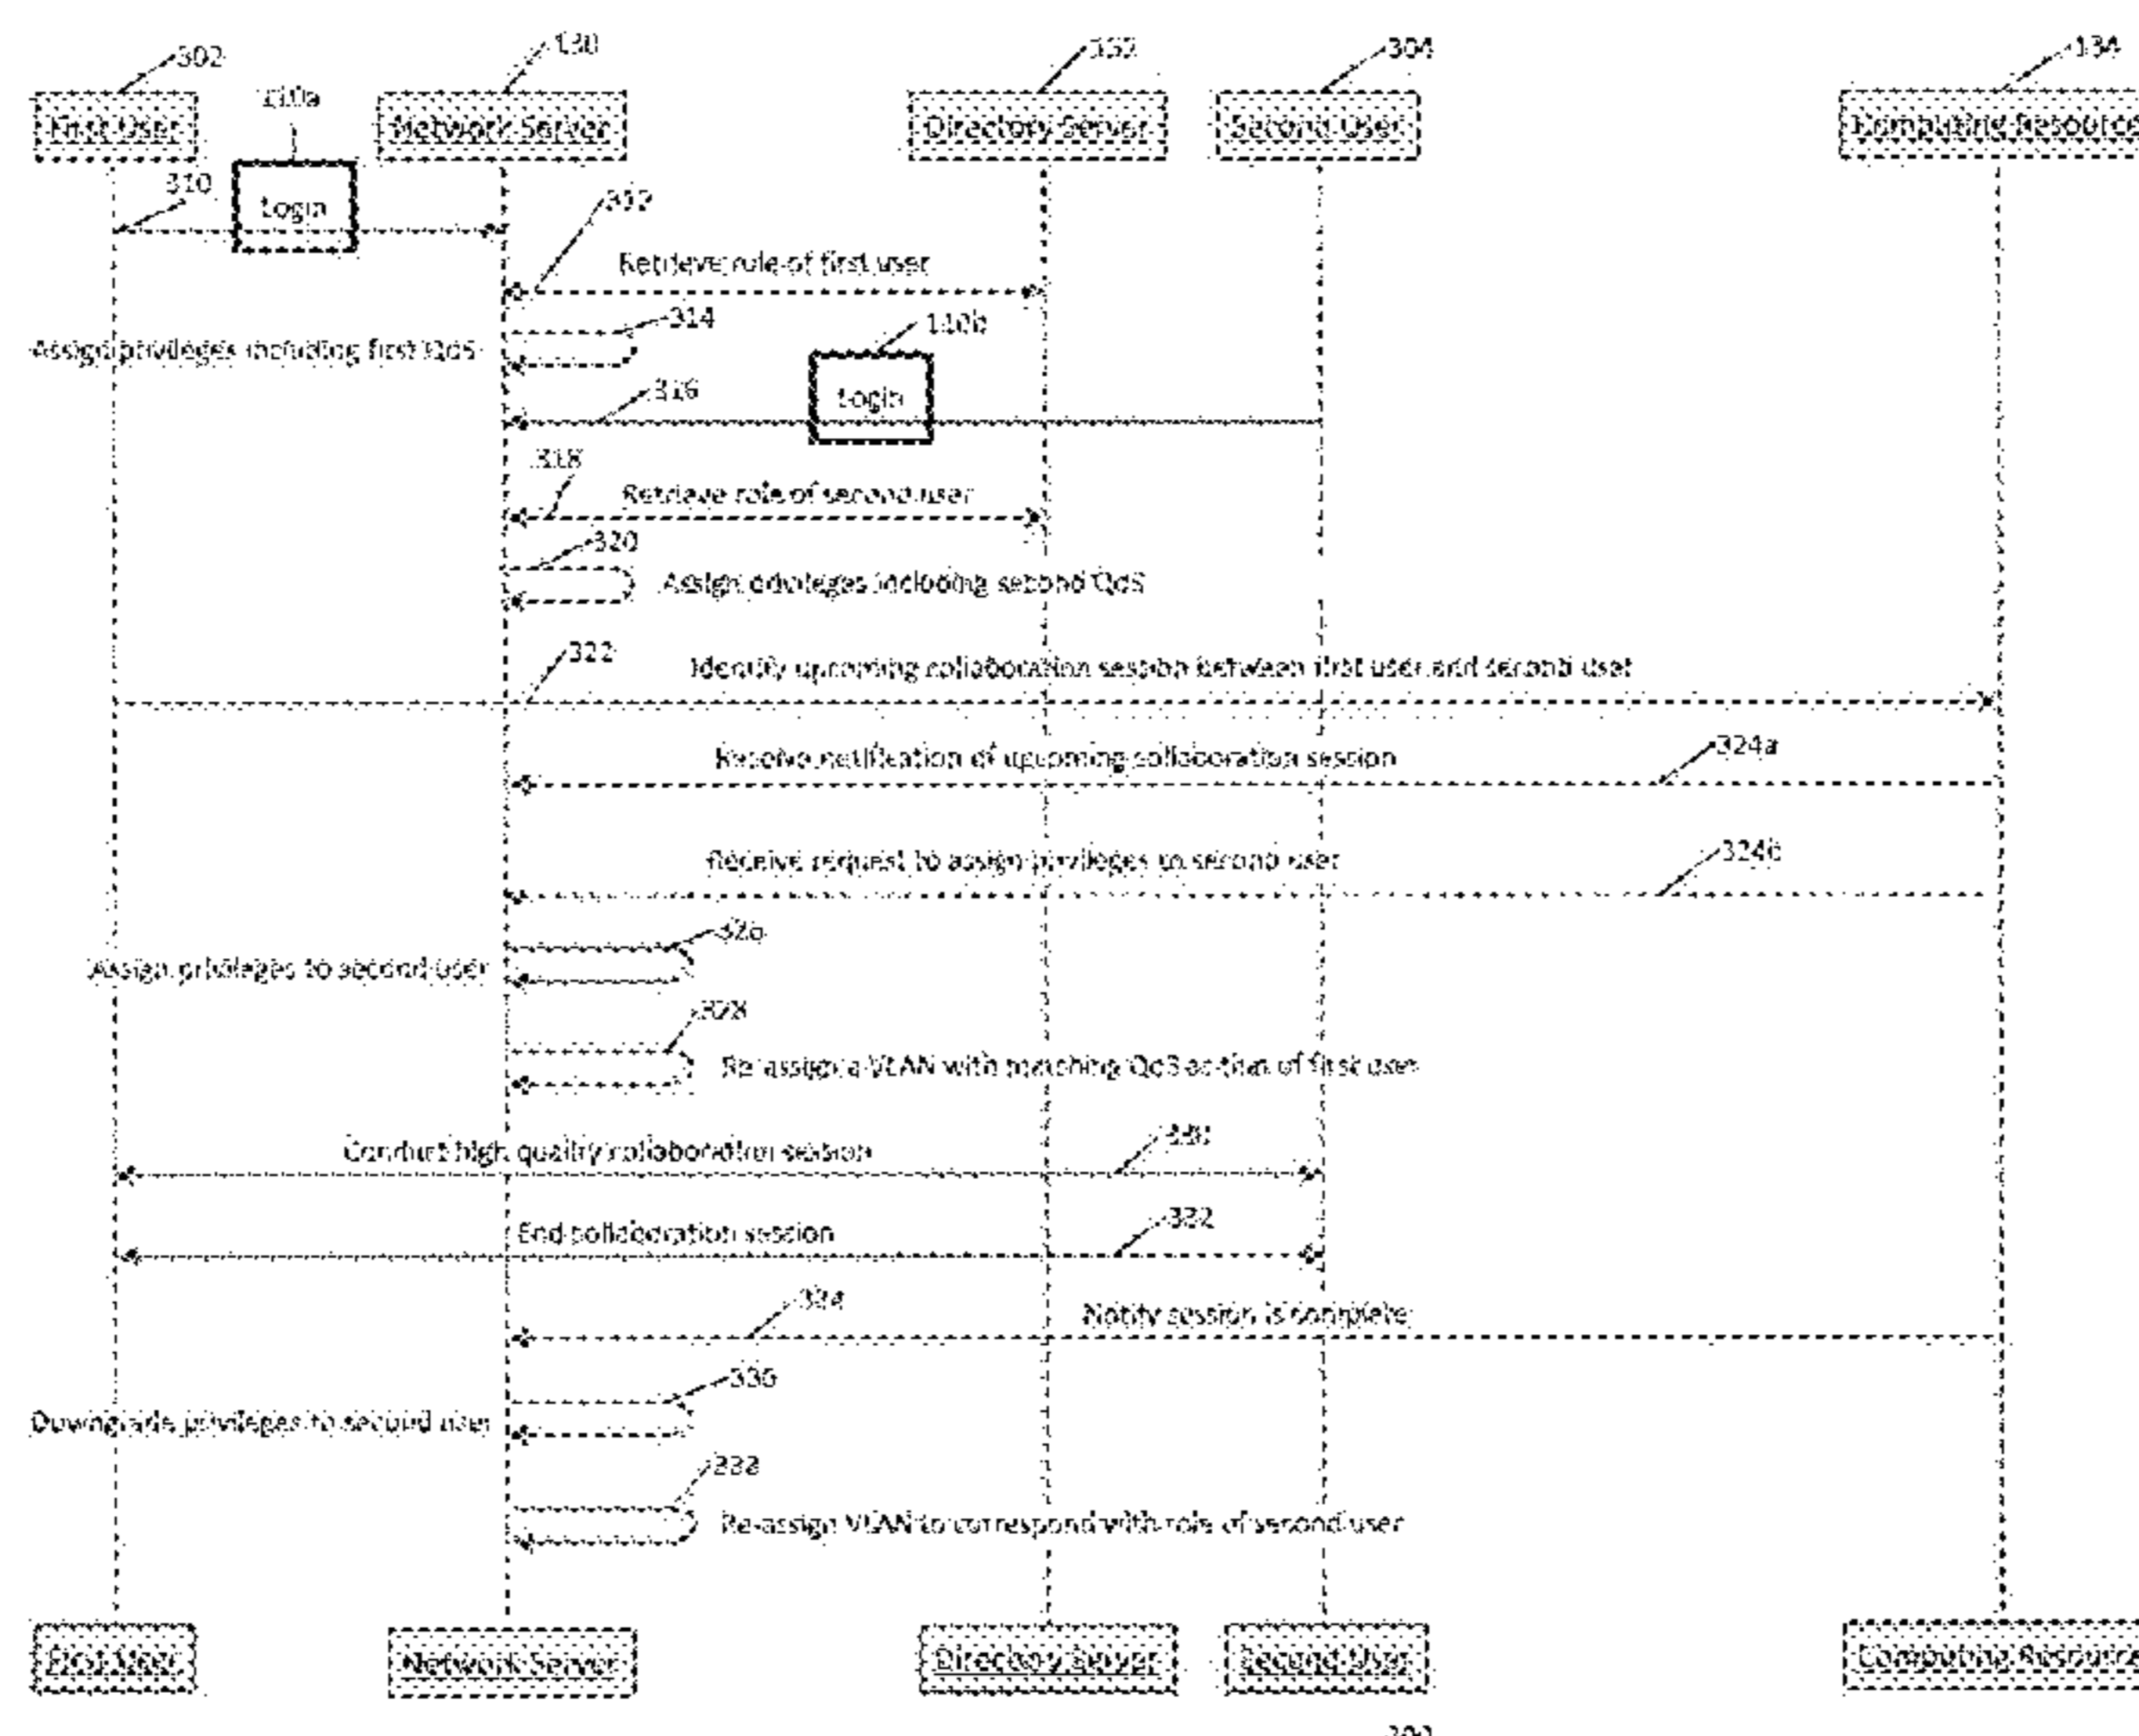 302
130
304
134
First User
Network Server
Directory Server
Second User
Computing Resource
110a
310
Login
312
Retrieve role of first user
314
110b
Assign privileges including first QoS
Login
316
318
Retrieve role of second user
320
Assign privileges including second QoS
322
Identify upcoming collaboration session between first user and second user
324a
Receive notification of upcoming collaboration session
324b
Receive request to assign privileges to second user
326
Assign privileges to second user
328
Re-assign a VLAN with matching QoS as that of first user
330
Conduct high quality collaboration session
332
End collaboration session
334
Notify session is complete
336
Downgrade privileges to second user
Re-assign VLAN to correspond with role of second user
First User
Network Server
Directory Server
Second User
Computing Resource